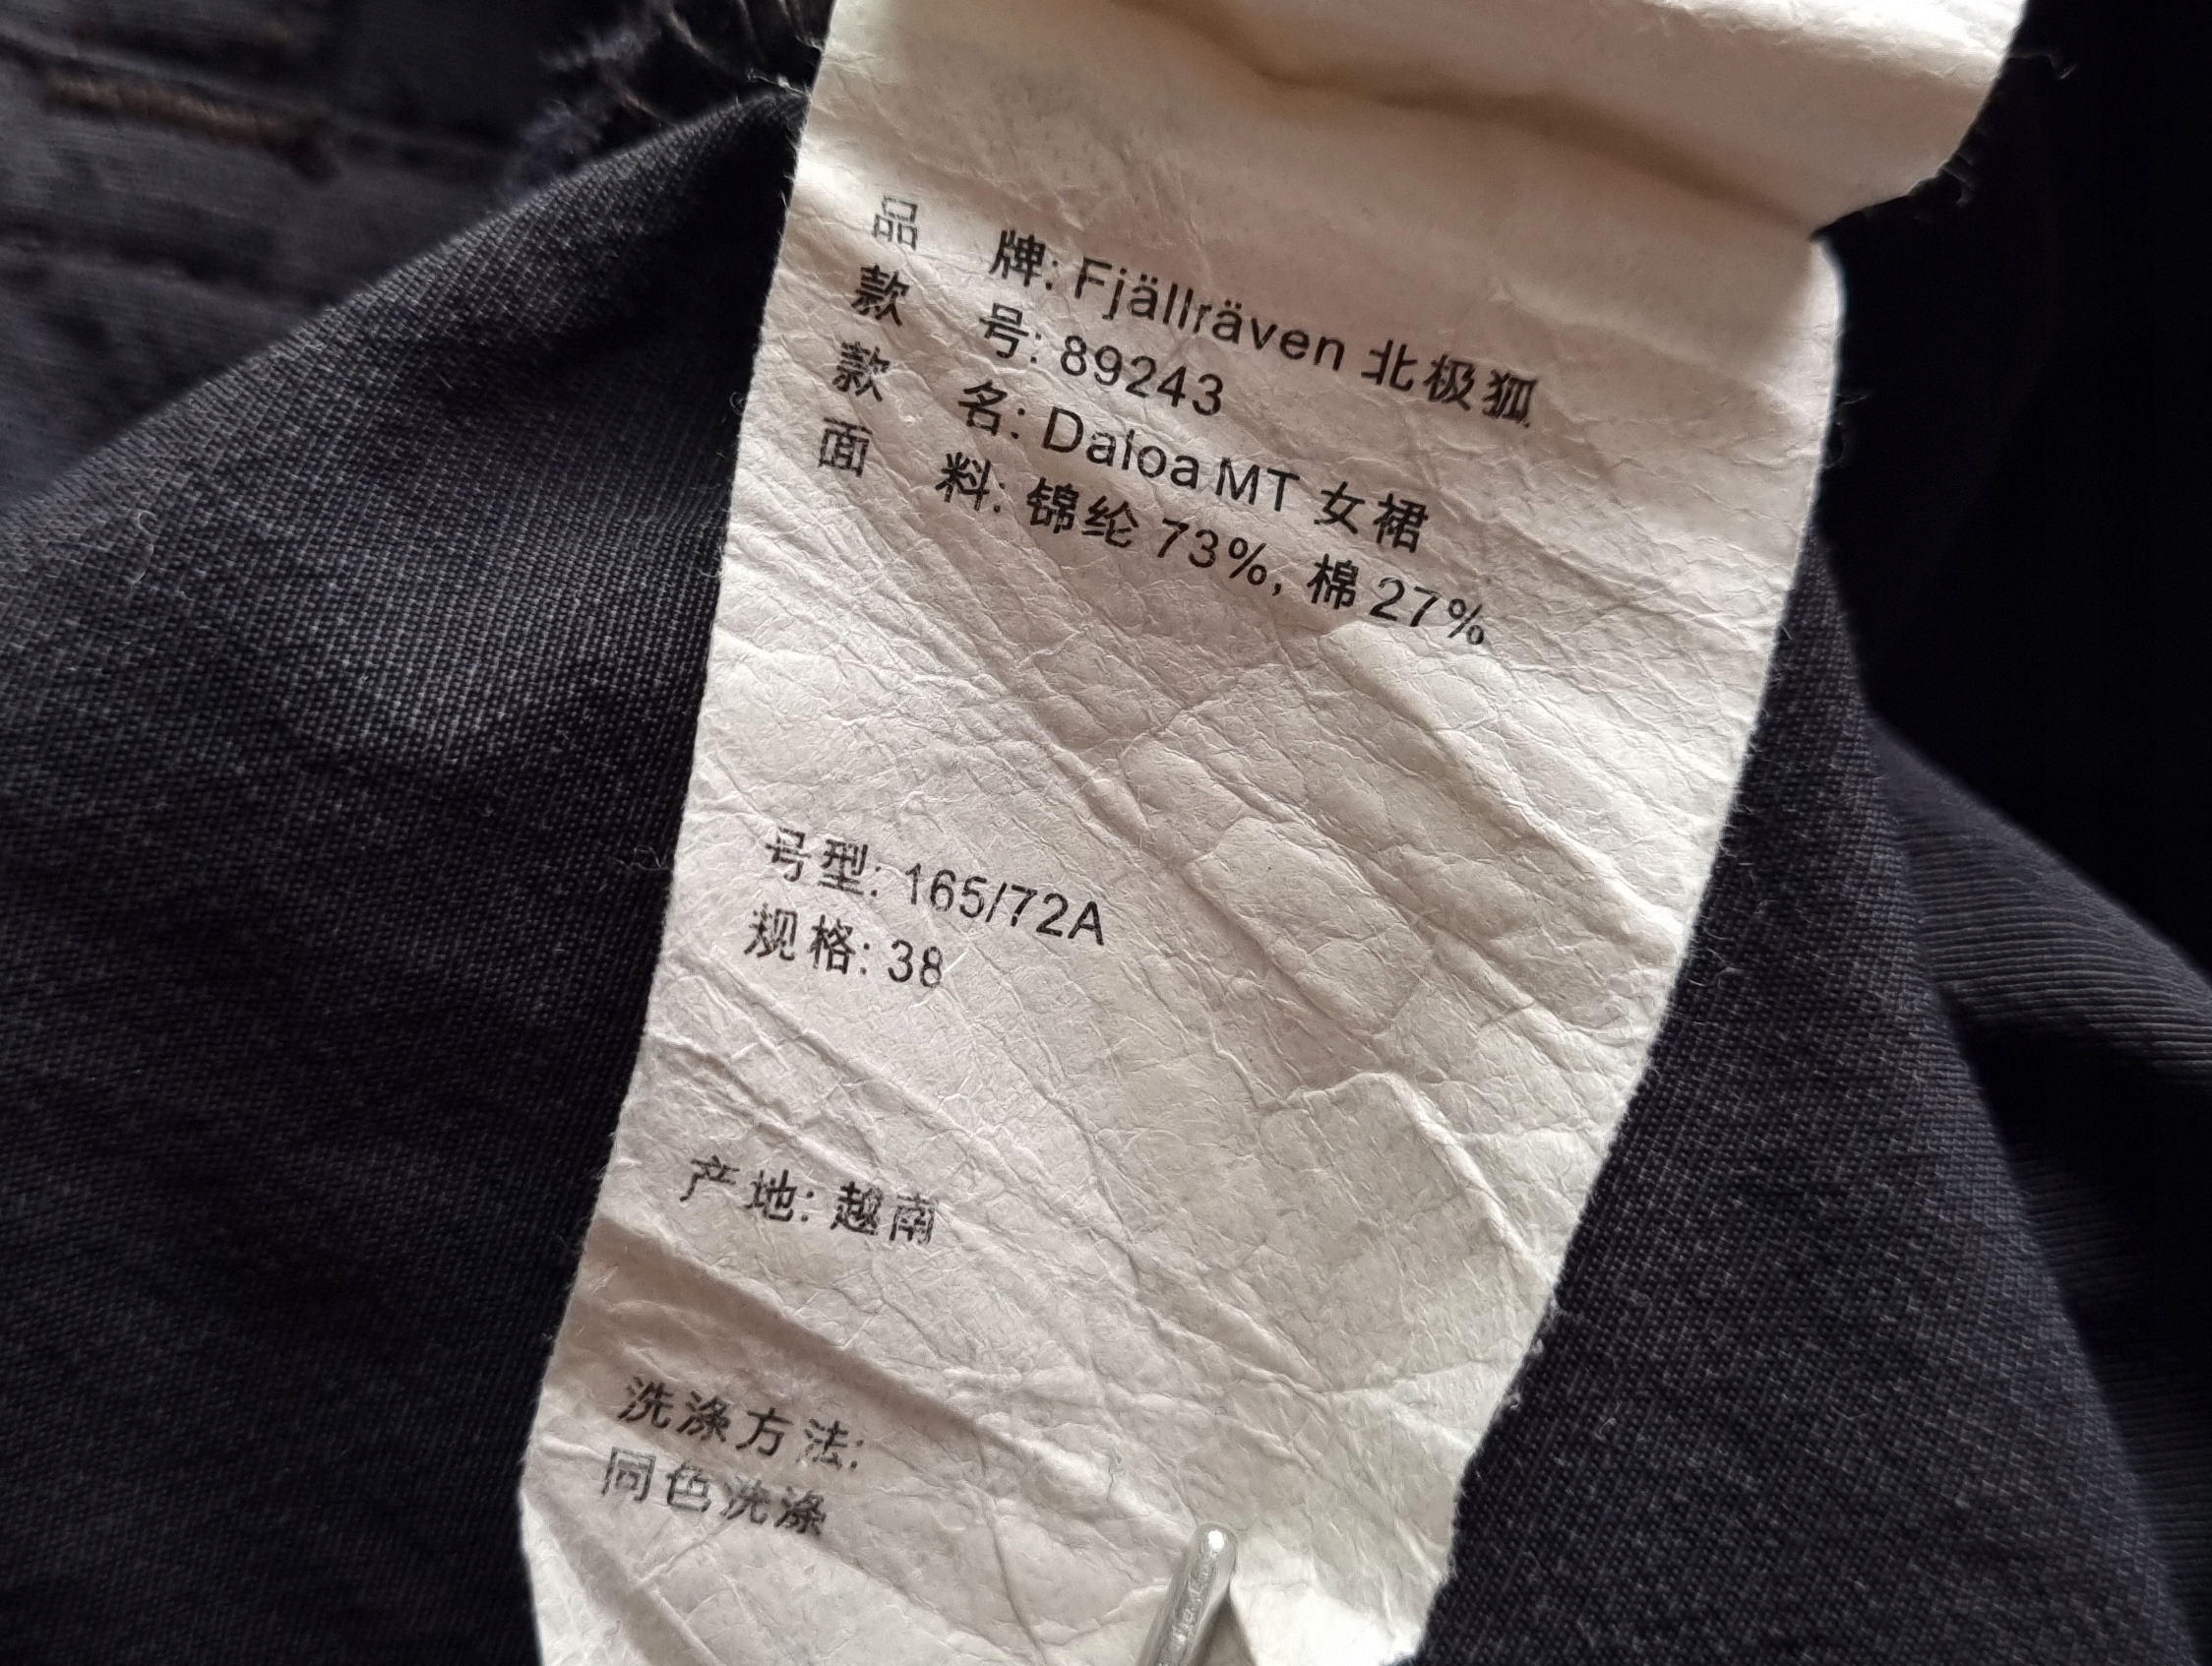 品 牌: Fjällräven 北极狐
款 号: 89243
款 名: Daloa MT 女裙
面 料: 锦纶 73%, 棉 27%
号型: 165/72A
规格: 38
产地: 越南
洗涤方法:
同色洗涤